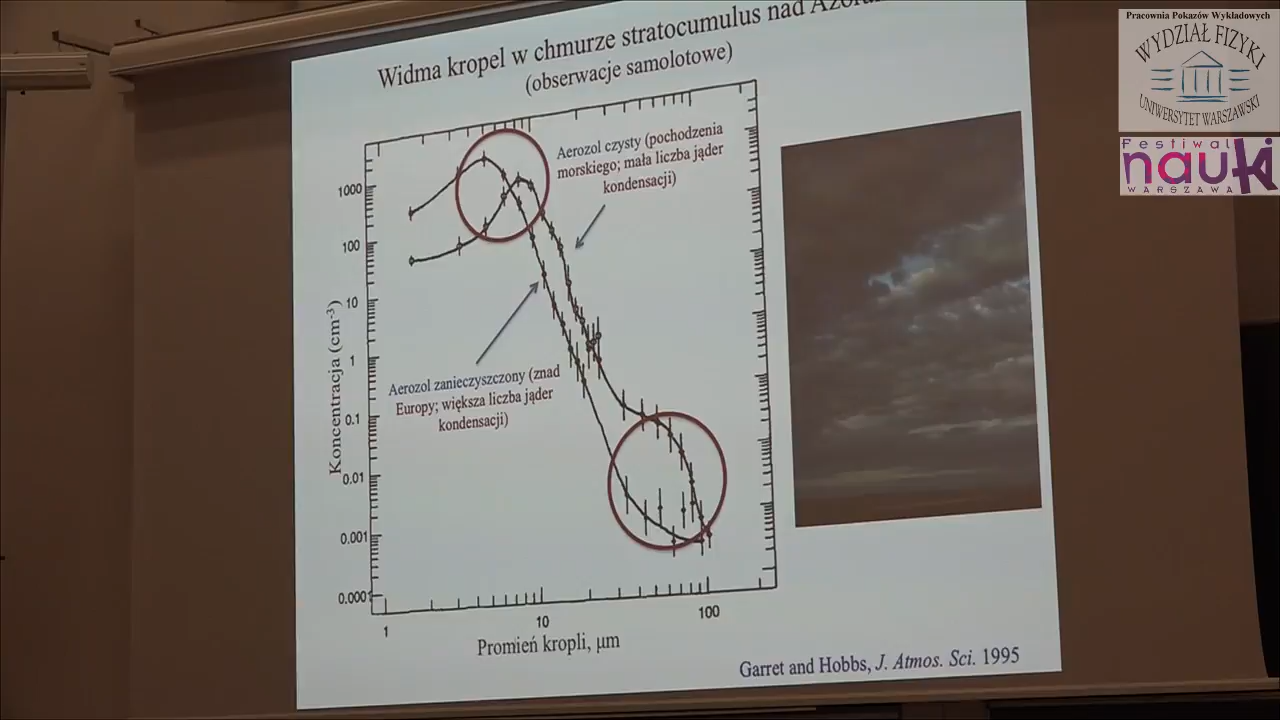 Widma kropel w chmurze stratocumulus nad
(obserwacje samolotowe)
Aerozol czysty (pochodzenia
morskiego; mała liczba jąder
kondensacji)
Aerozol zanieczyszczony (znad
Europy; większa liczba jąder
kondensacji)
Koncentracja (cm⁻³)
1000
100
10
1
0.1
0.01
0.001
0.0001
1
10
100
Promień kropli, μm
Garret and Hobbs, J. Atmos. Sci. 1995
Pracownia Pokazów Wykładowych
WYDZIAŁ FIZYKI
UNIWERSYTET WARSZAWSKI
Festiwal
nauki
WARSZAWA